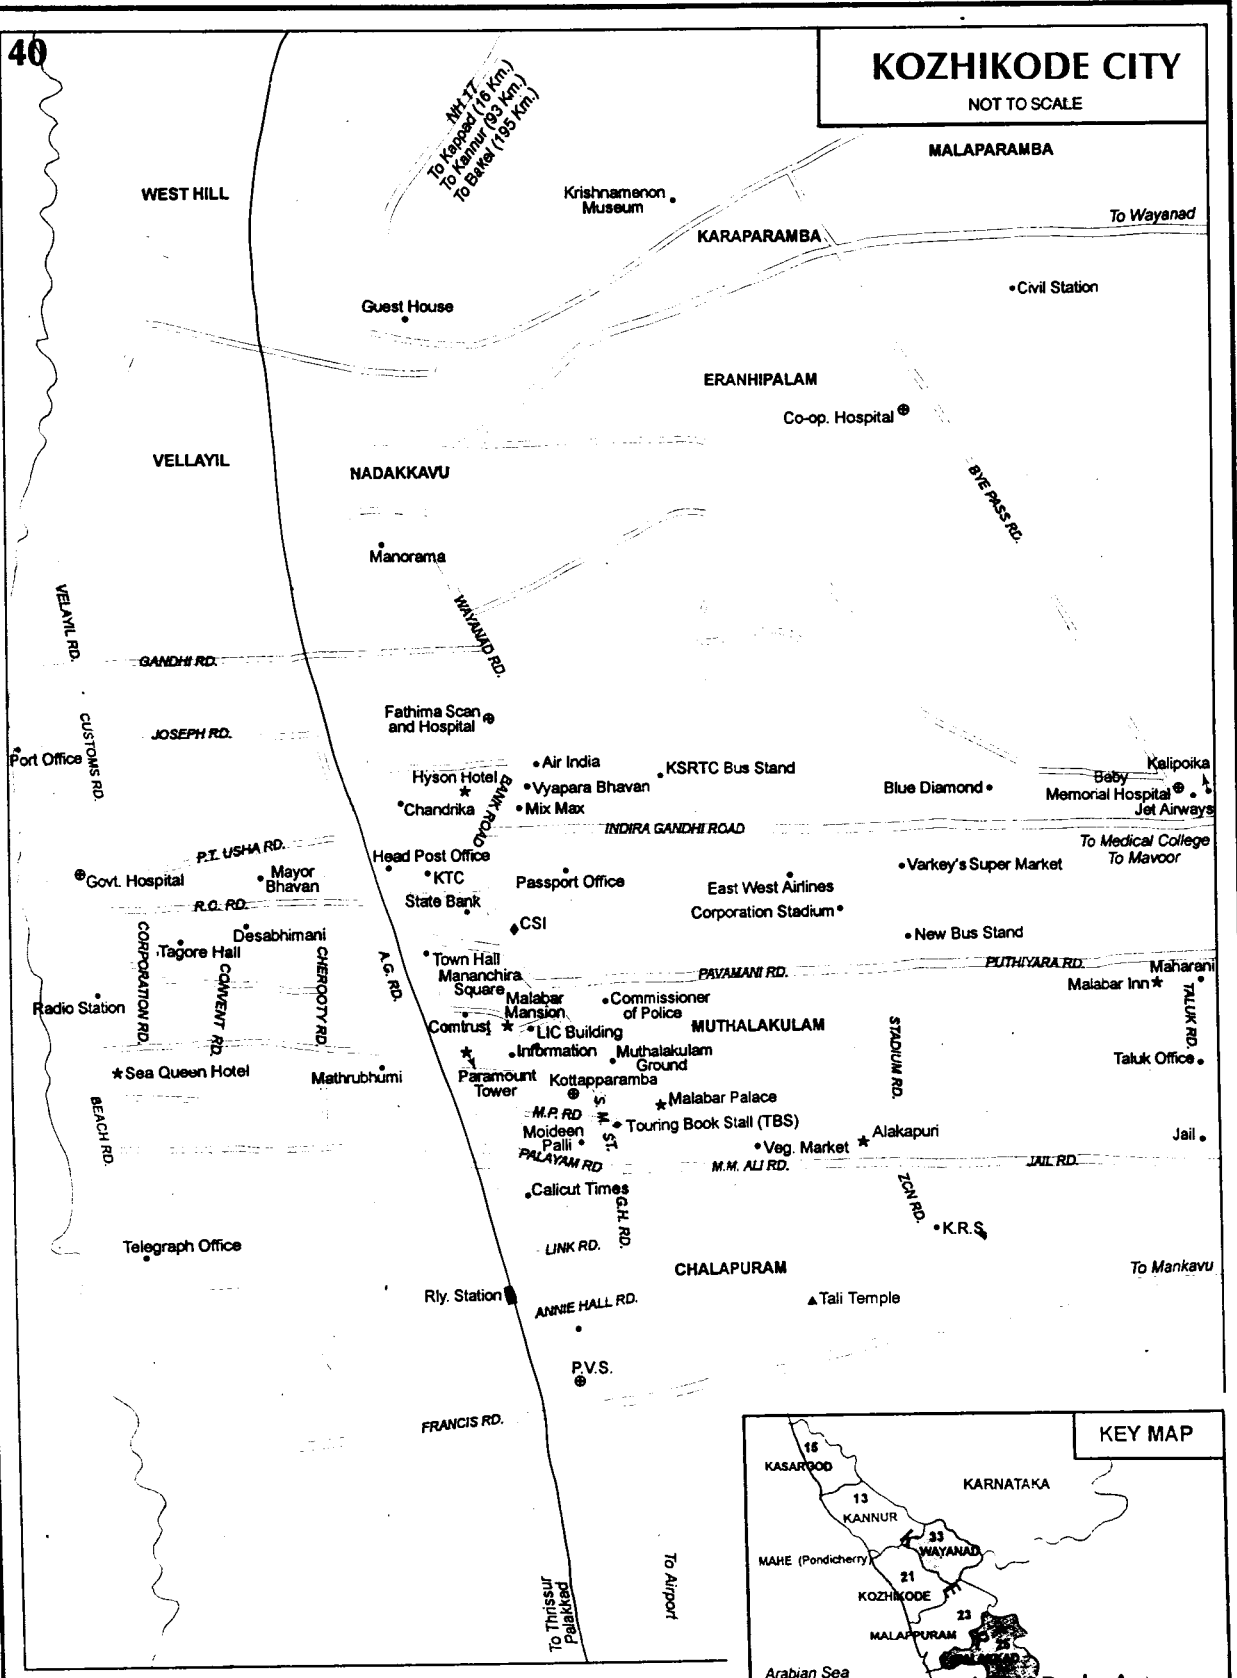 40
KOZHIKODE CITY
NOT TO SCALE
NH 17
To Kappad (16 Km.)
To Kannur (93 Km.)
To Bakel (195 Km.)
MALAPARAMBA
WEST HILL
Krishnamenon
Museum
To Wayanad
KARAPARAMBA
Civil Station
Guest House
ERANHIPALAM
Co-op. Hospital
VELLAYIL
NADAKKAVU
BYE PASS RD.
Manorama
VELAYIL RD.
WAYANAD RD.
GANDHI RD.
Fathima Scan
and Hospital
CUSTOMS RD.
JOSEPH RD.
Port Office
Air India
KSRTC Bus Stand
Kalipoika
Hyson Hotel
BANK ROAD
Vyapara Bhavan
Blue Diamond
Baby
Memorial Hospital
Chandrika
Mix Max
Jet Airways
INDIRA GANDHI ROAD
To Medical College
To Mavoor
P.T. USHA RD.
Head Post Office
Varkey's Super Market
Govt. Hospital
Mayor
Bhavan
KTC
Passport Office
East West Airlines
R.C. RD.
State Bank
Corporation Stadium
CSI
Desabhimani
New Bus Stand
Tagore Hall
CORPORATION RD.
CONVENT RD.
CHEROOTY RD.
A.G. RD.
Town Hall
Mananchira
Square
PAVAMANI RD.
PUTHIYARA RD.
Maharani
Malabar Inn
Radio Station
Malabar
Mansion
Commissioner
of Police
TALUK RD.
Comtrust
LIC Building
MUTHALAKULAM
STADIUM RD.
Information
Muthalakulam
Ground
Taluk Office
Sea Queen Hotel
Mathrubhumi
Paramount
Tower
Kottapparamba
Malabar Palace
BEACH RD.
M.P. RD
S. M. ST.
Touring Book Stall (TBS)
Moideen
Palli
Alakapuri
Jail
Veg. Market
PALAYAM RD
M.M. ALI RD.
JAIL RD.
Calicut Times
G.H. RD.
ZCN RD.
K.R.S.
Telegraph Office
LINK RD.
CHALAPURAM
To Mankavu
Rly. Station
ANNIE HALL RD.
Tali Temple
P.V.S.
FRANCIS RD.
KEY MAP
15
KASARGOD
KARNATAKA
13
KANNUR
33
WAYANAD
MAHE (Pondicherry)
21
KOZHIKODE
23
MALAPPURAM
PALAKKAD
Arabian Sea
To Thrissur
Palakkad
To Airport